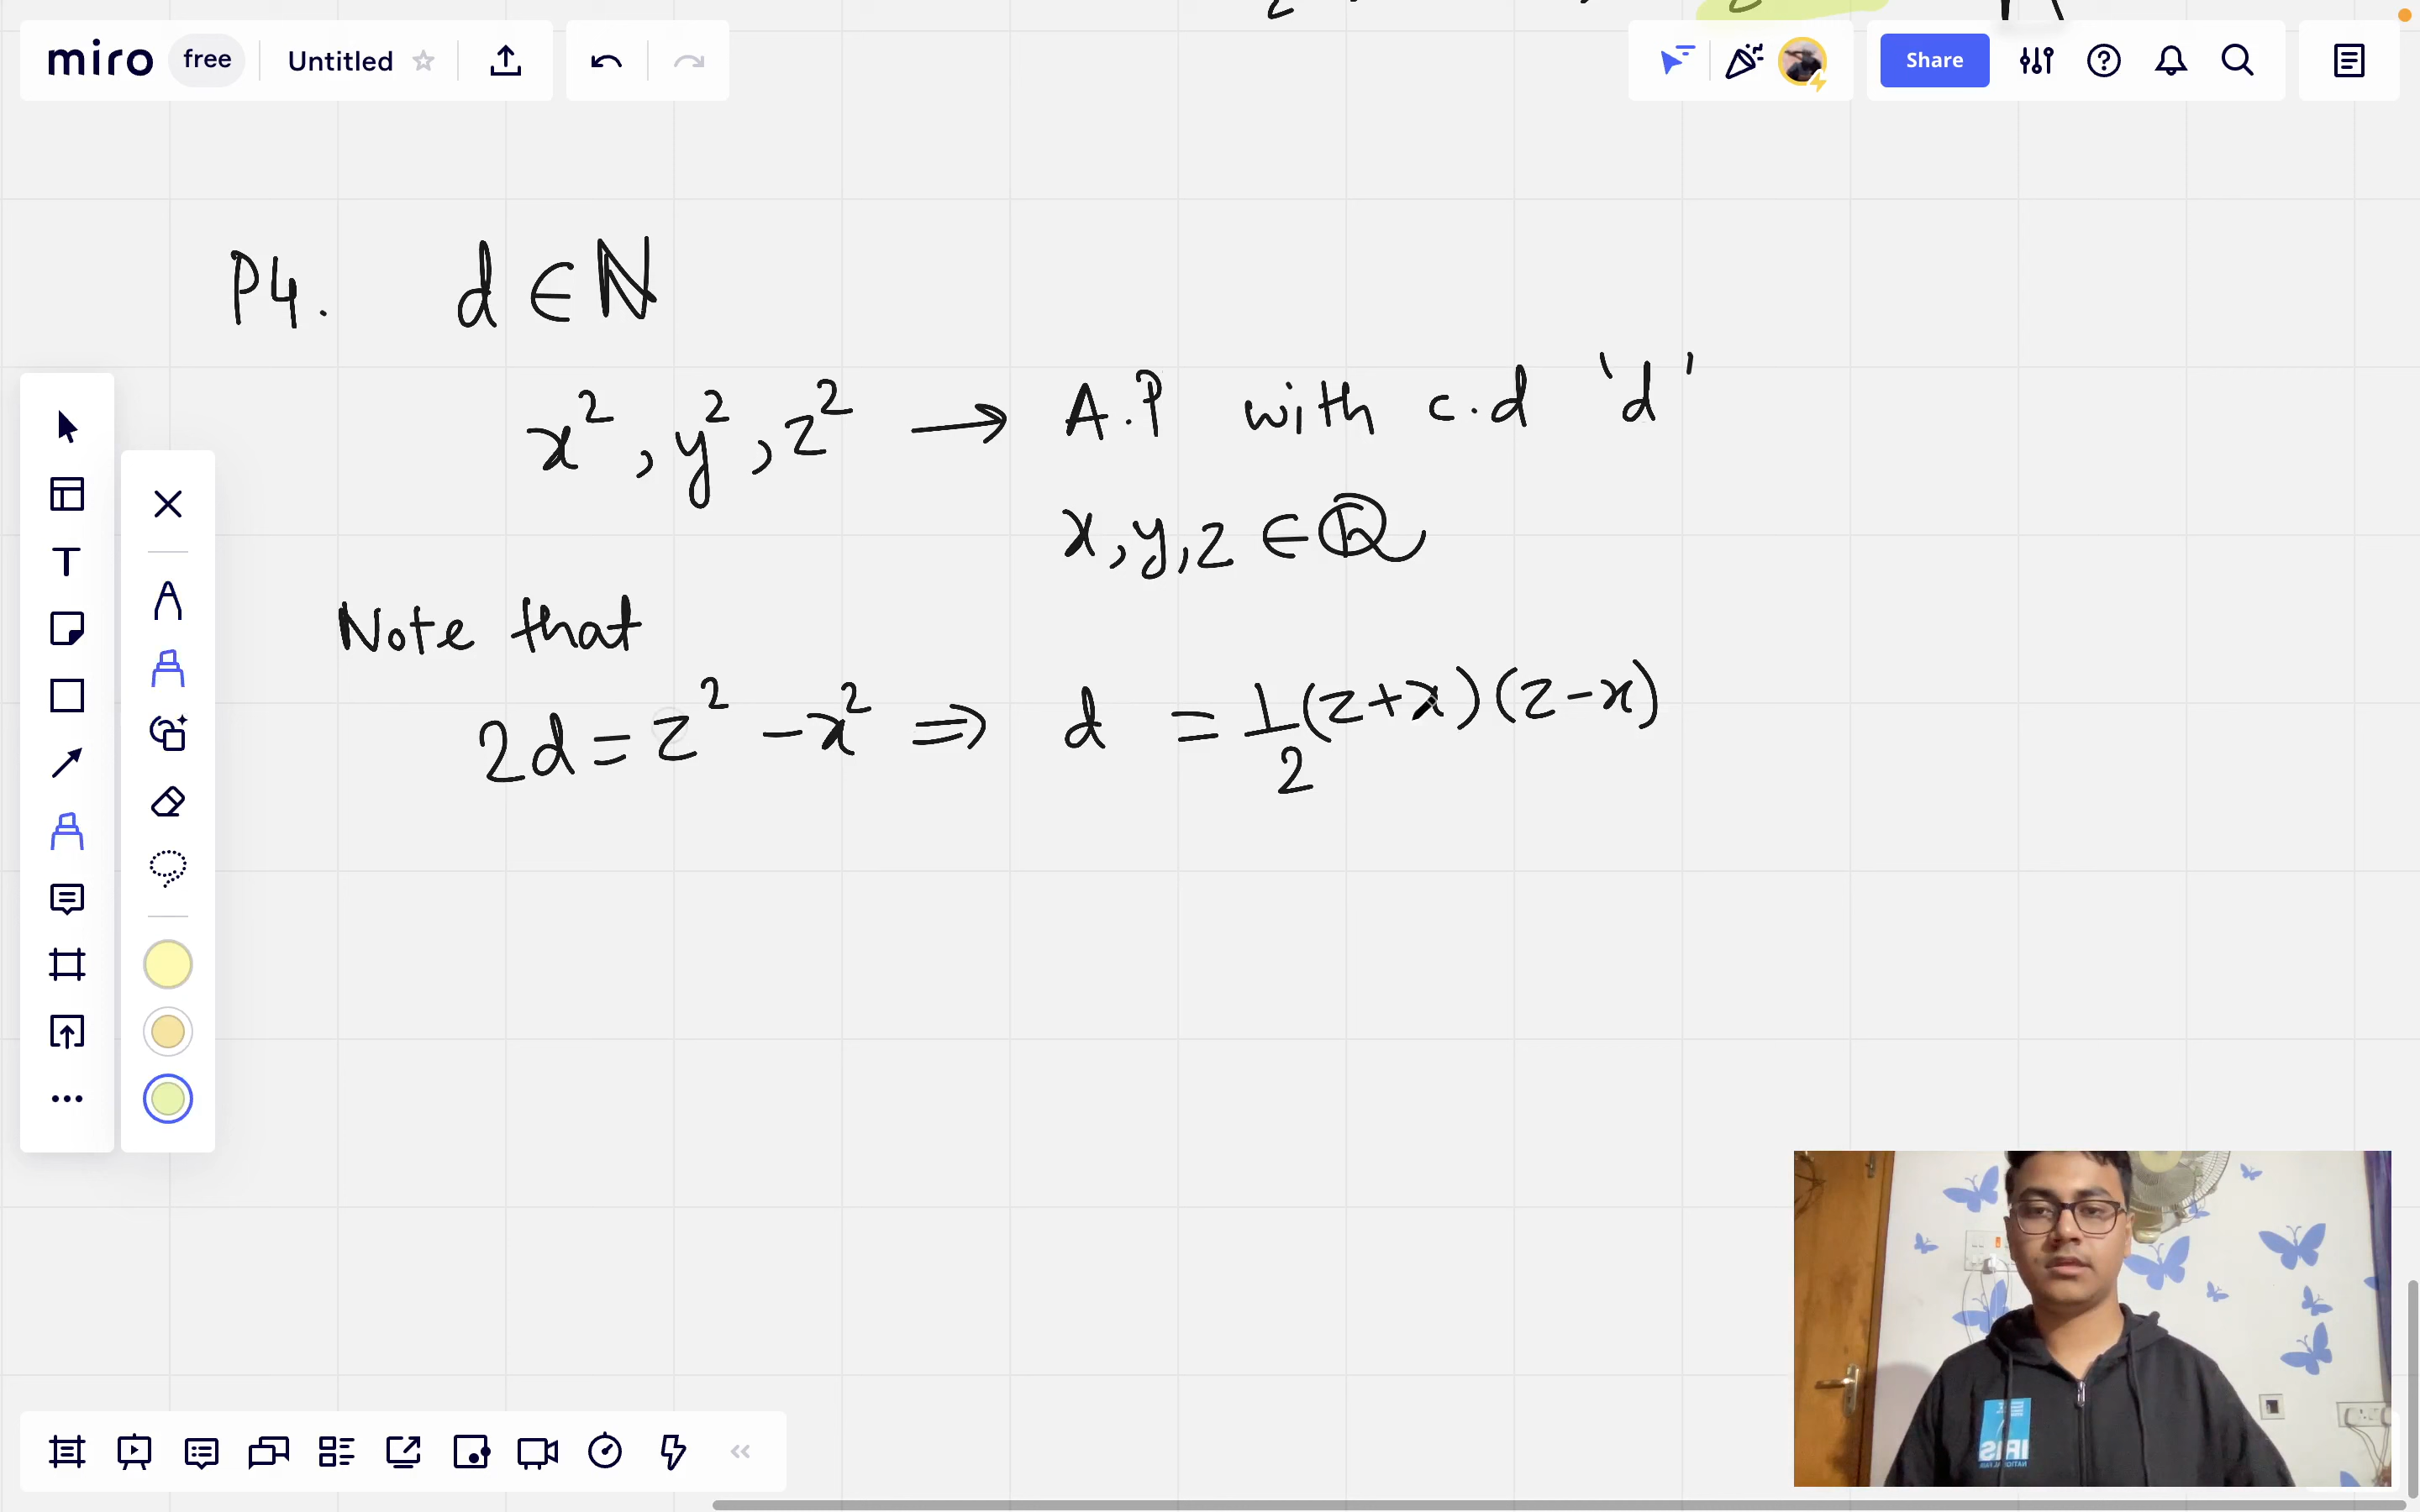 miro free Untitled Share
P4. d ∈ ℕ
x², y², z² → A.P with c.d 'd'
x, y, z ∈ ℚ
Note that
2d = z² - x² ⇒ d = 1/2 (z+x)(z-x)